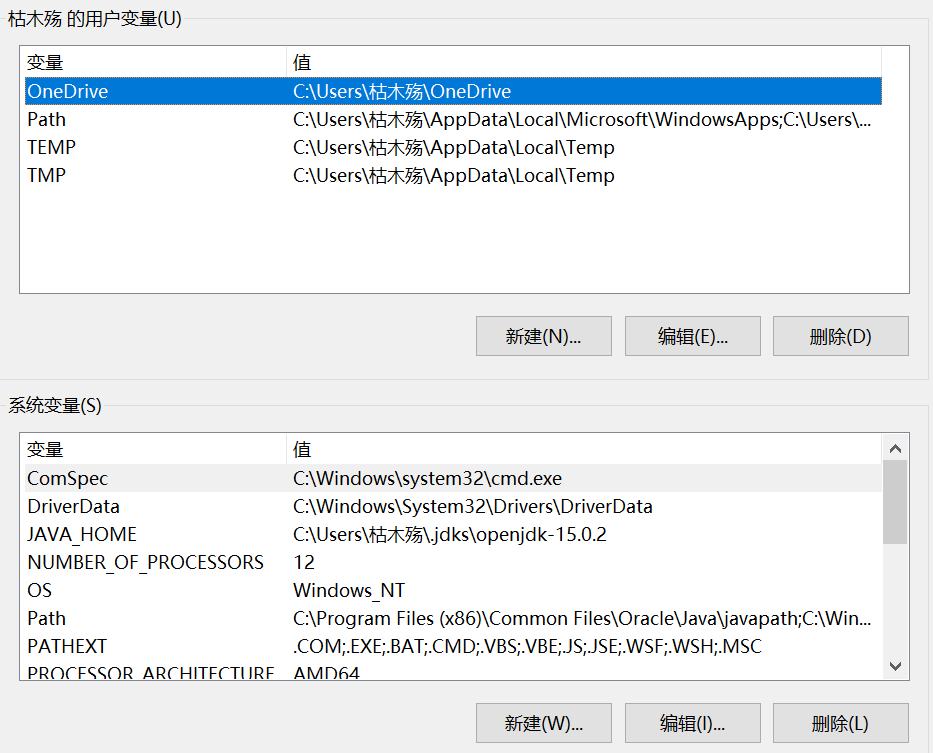 枯木殇 的用户变量(U)
变量 值
OneDrive C:\Users\枯木殇\OneDrive
Path C:\Users\枯木殇\AppData\Local\Microsoft\WindowsApps;C:\Users\...
TEMP C:\Users\枯木殇\AppData\Local\Temp
TMP C:\Users\枯木殇\AppData\Local\Temp
新建(N)... 编辑(E)... 删除(D)
系统变量(S)
变量 值
ComSpec C:\Windows\system32\cmd.exe
DriverData C:\Windows\System32\Drivers\DriverData
JAVA_HOME C:\Users\枯木殇\.jdks\openjdk-15.0.2
NUMBER_OF_PROCESSORS 12
OS Windows_NT
Path C:\Program Files (x86)\Common Files\Oracle\Java\javapath;C:\Win...
PATHEXT .COM;.EXE;.BAT;.CMD;.VBS;.VBE;.JS;.JSE;.WSF;.WSH;.MSC
PROCESSOR_ARCHITECTURE AMD64
新建(W)... 编辑(I)... 删除(L)